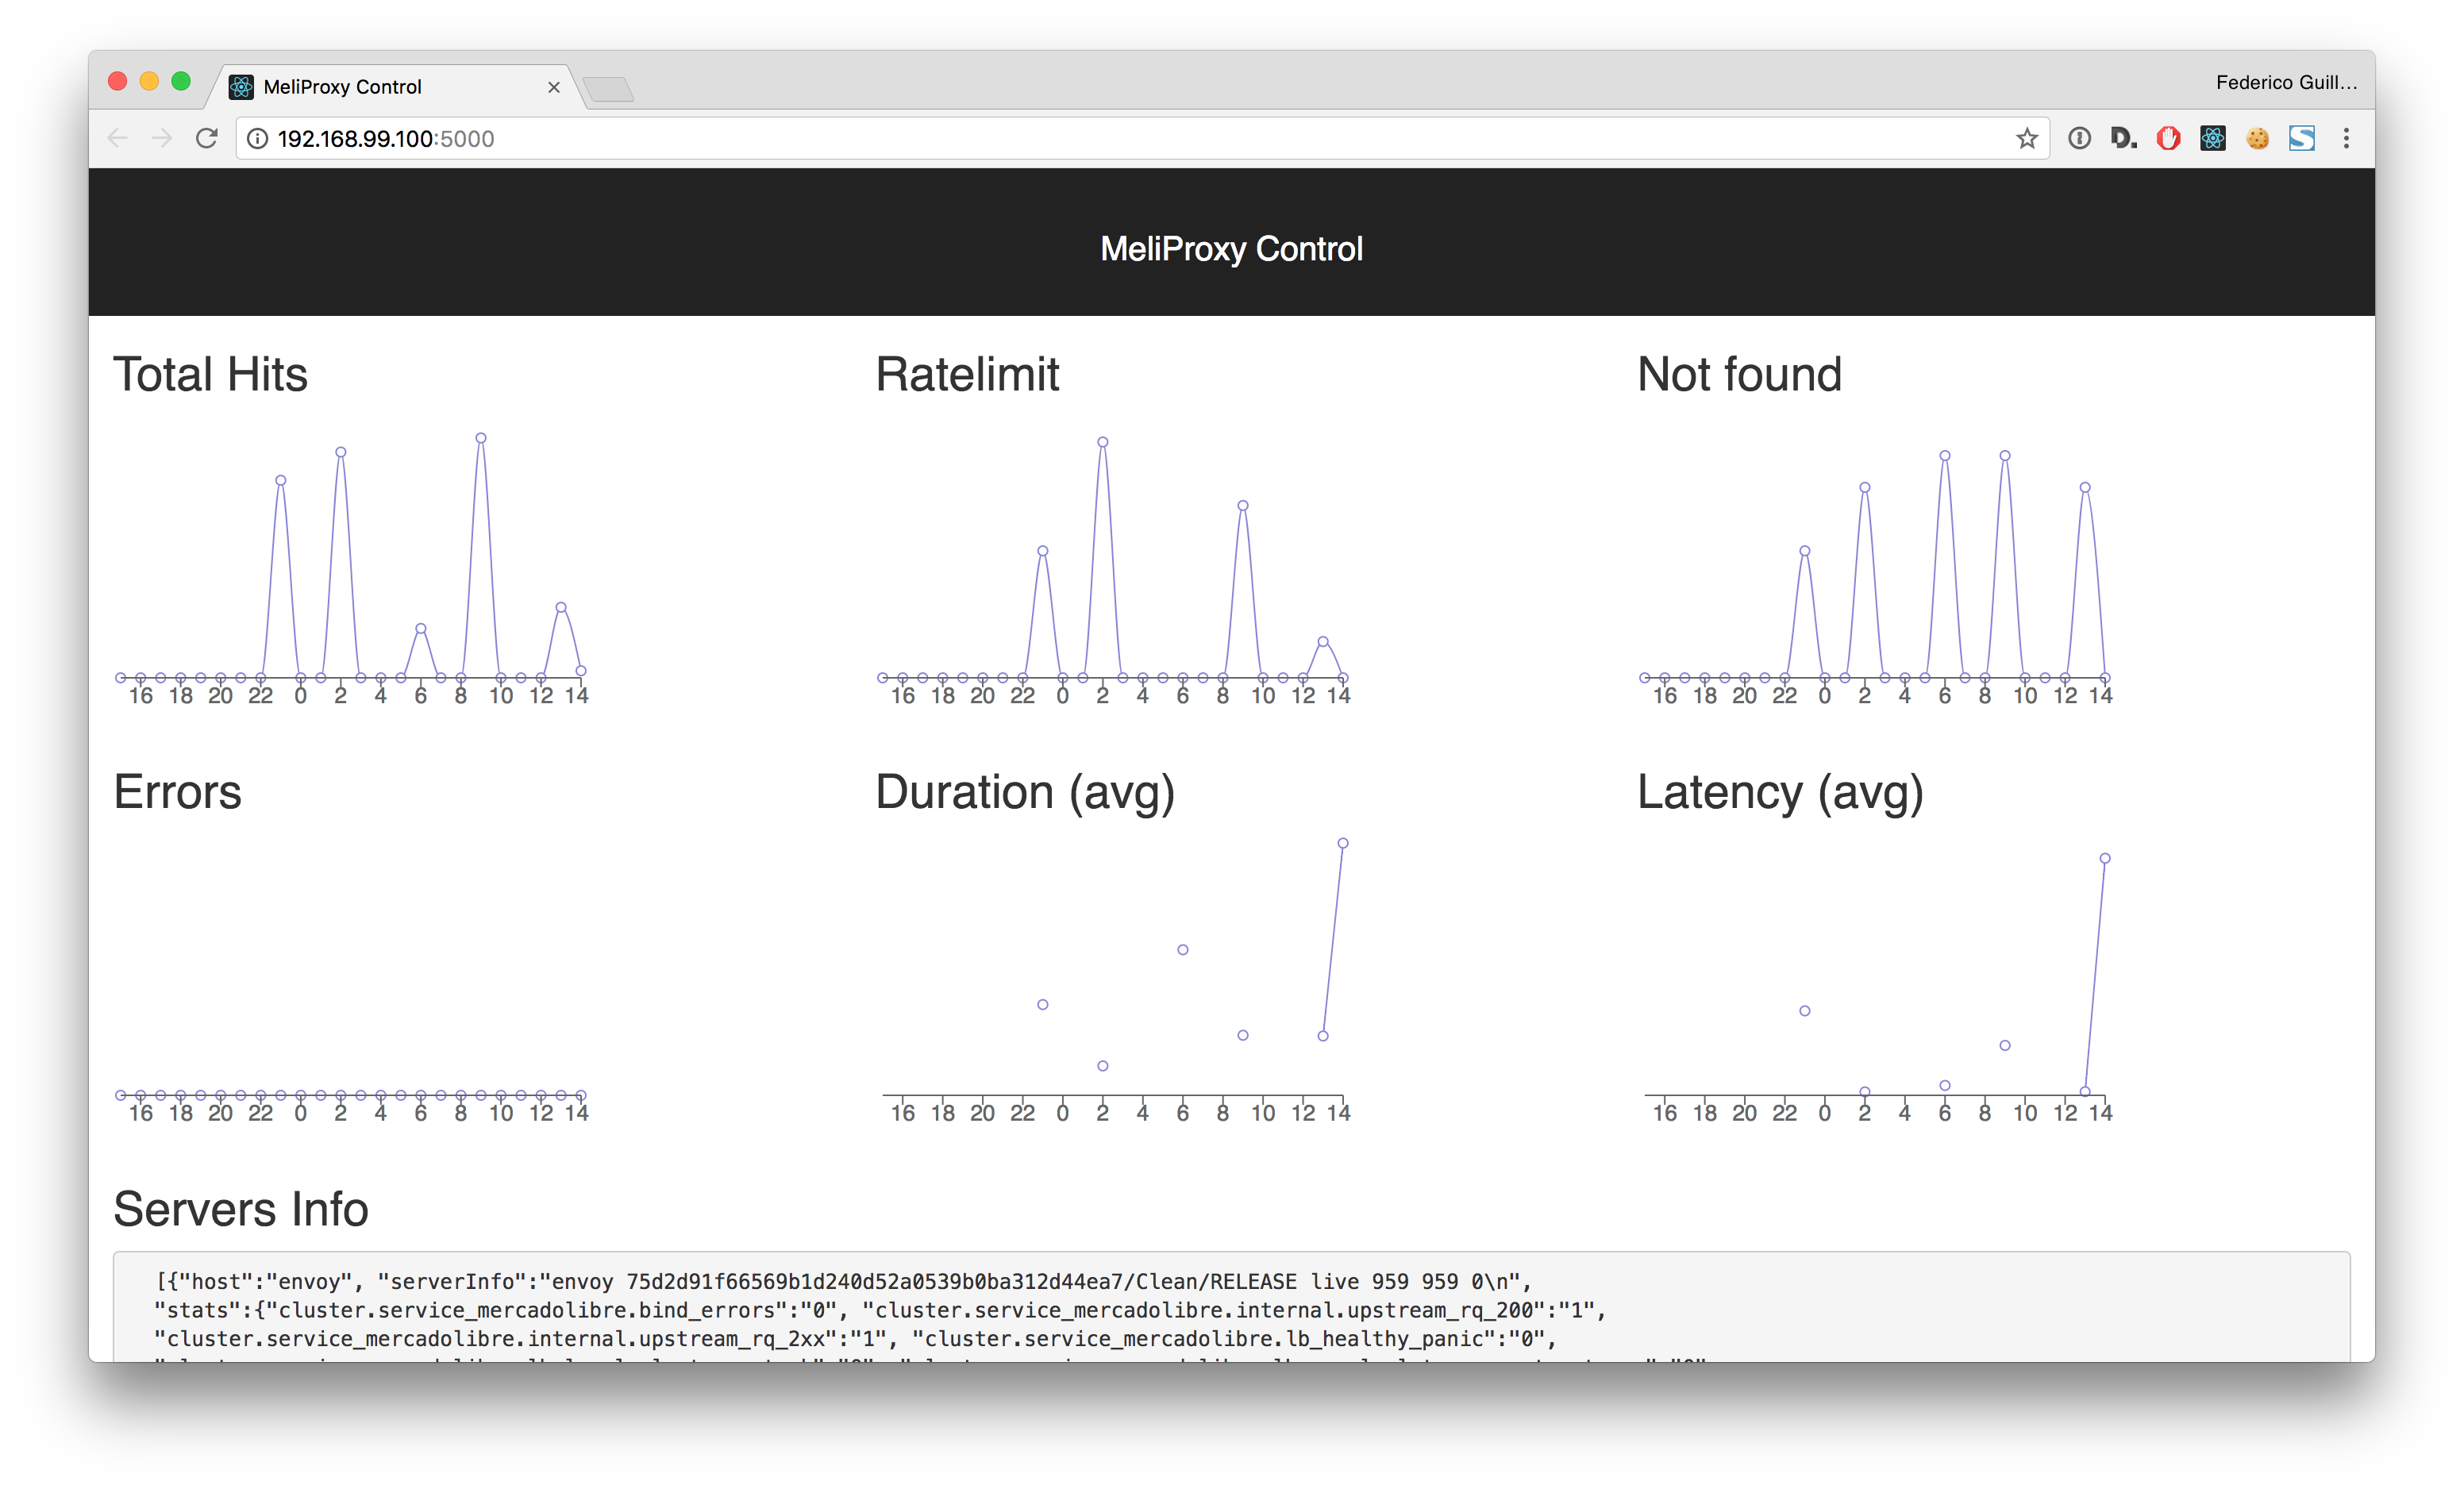 MeliProxy Control
Federico Guill...
192.168.99.100:5000
MeliProxy Control
Total Hits
Ratelimit
Not found
16 18 20 22 0 2 4 6 8 10 12 14
16 18 20 22 0 2 4 6 8 10 12 14
16 18 20 22 0 2 4 6 8 10 12 14
Errors
Duration (avg)
Latency (avg)
16 18 20 22 0 2 4 6 8 10 12 14
16 18 20 22 0 2 4 6 8 10 12 14
16 18 20 22 0 2 4 6 8 10 12 14
Servers Info
[{"host":"envoy", "serverInfo":"envoy 75d2d91f66569b1d240d52a0539b0ba312d44ea7/Clean/RELEASE live 959 959 0\n",
"stats":{"cluster.service_mercadolibre.bind_errors":"0", "cluster.service_mercadolibre.internal.upstream_rq_200":"1",
"cluster.service_mercadolibre.internal.upstream_rq_2xx":"1", "cluster.service_mercadolibre.lb_healthy_panic":"0",